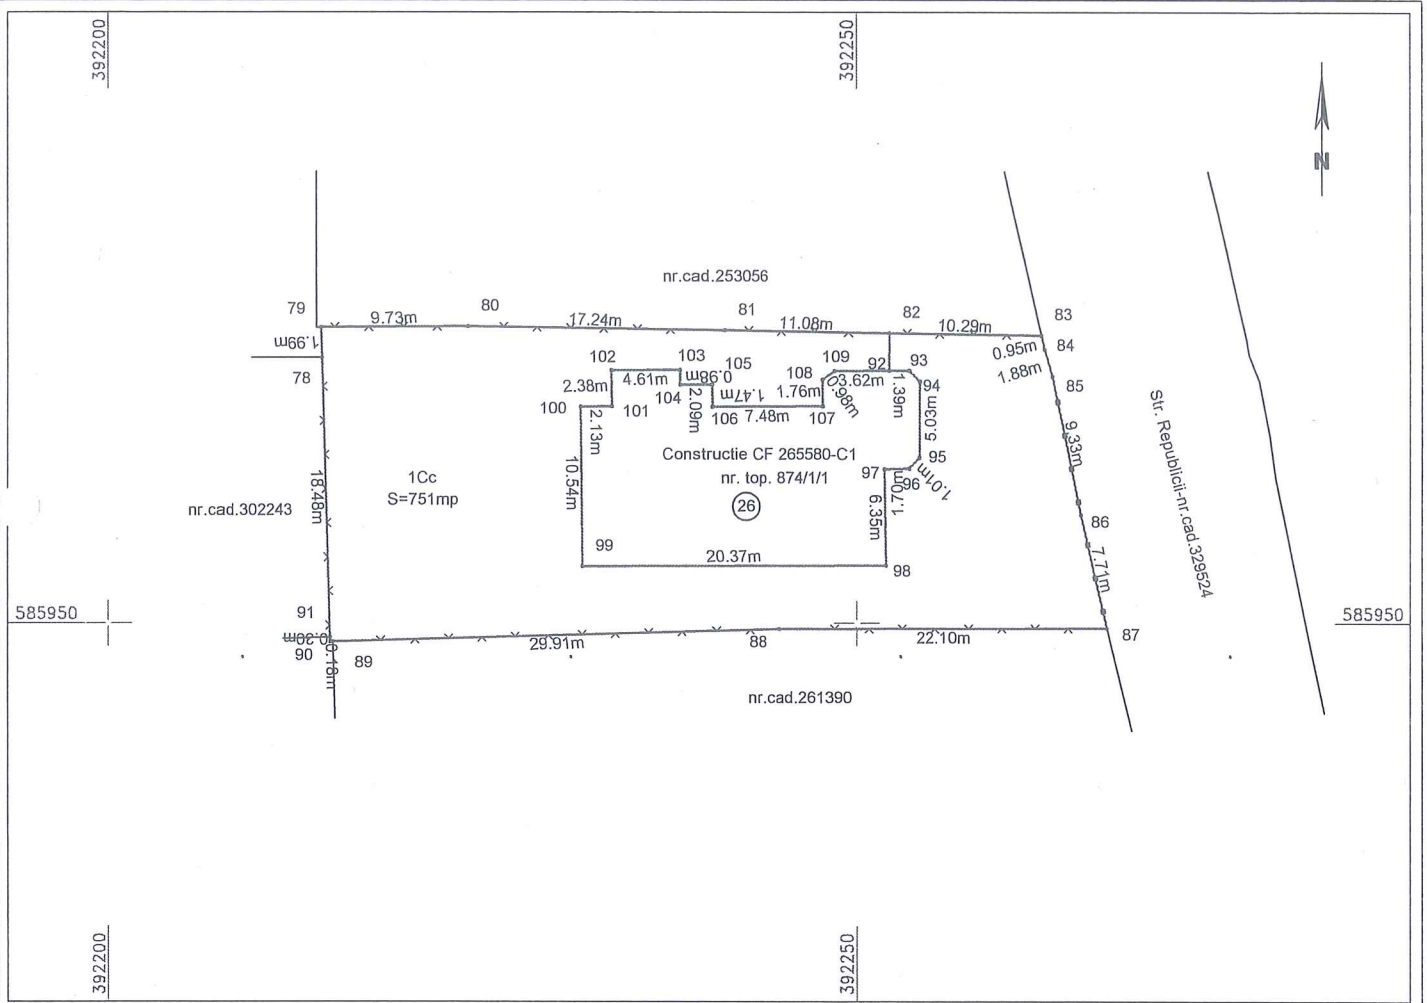 392200
392250
N
nr.cad.253056
79
80
81
82
83
9.73m
17.24m
11.08m
10.29m
0.95m
84
1.99m
78
1.88m
85
102
103
105
109
92
93
108
94
4.61m
0.98m
3.62m
1.39m
2.38m
104
1.47m
1.76m
0.98m
100
101
2.13m
2.09m
106
7.48m
107
5.03m
9.33m
Str. Republicii-nr.cad.329524
Constructie CF 265580-C1
95
97
96
1.01m
1Cc
S=751mp
nr. top. 874/1/1
26
10.54m
18.48m
nr.cad.302243
6.35m
1.70m
86
99
20.37m
98
7.71m
585950
91
585950
0.30m
90
0.18m
89
29.91m
88
22.10m
87
nr.cad.261390
392200
392250